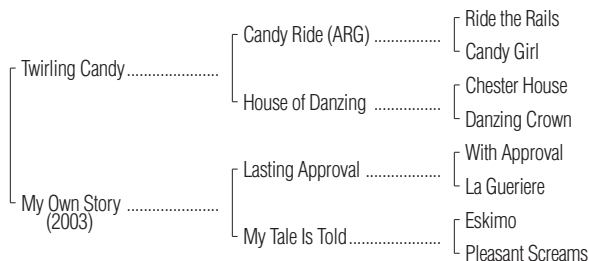 Ride the Rails
Candy Ride (ARG) ................
Candy Girl
Twirling Candy ......................
Chester House
House of Danzing ................
Danzing Crown
With Approval
Lasting Approval ..................
La Gueriere
My Own Story ......................
(2003)
Eskimo
My Tale Is Told......................
Pleasant Screams